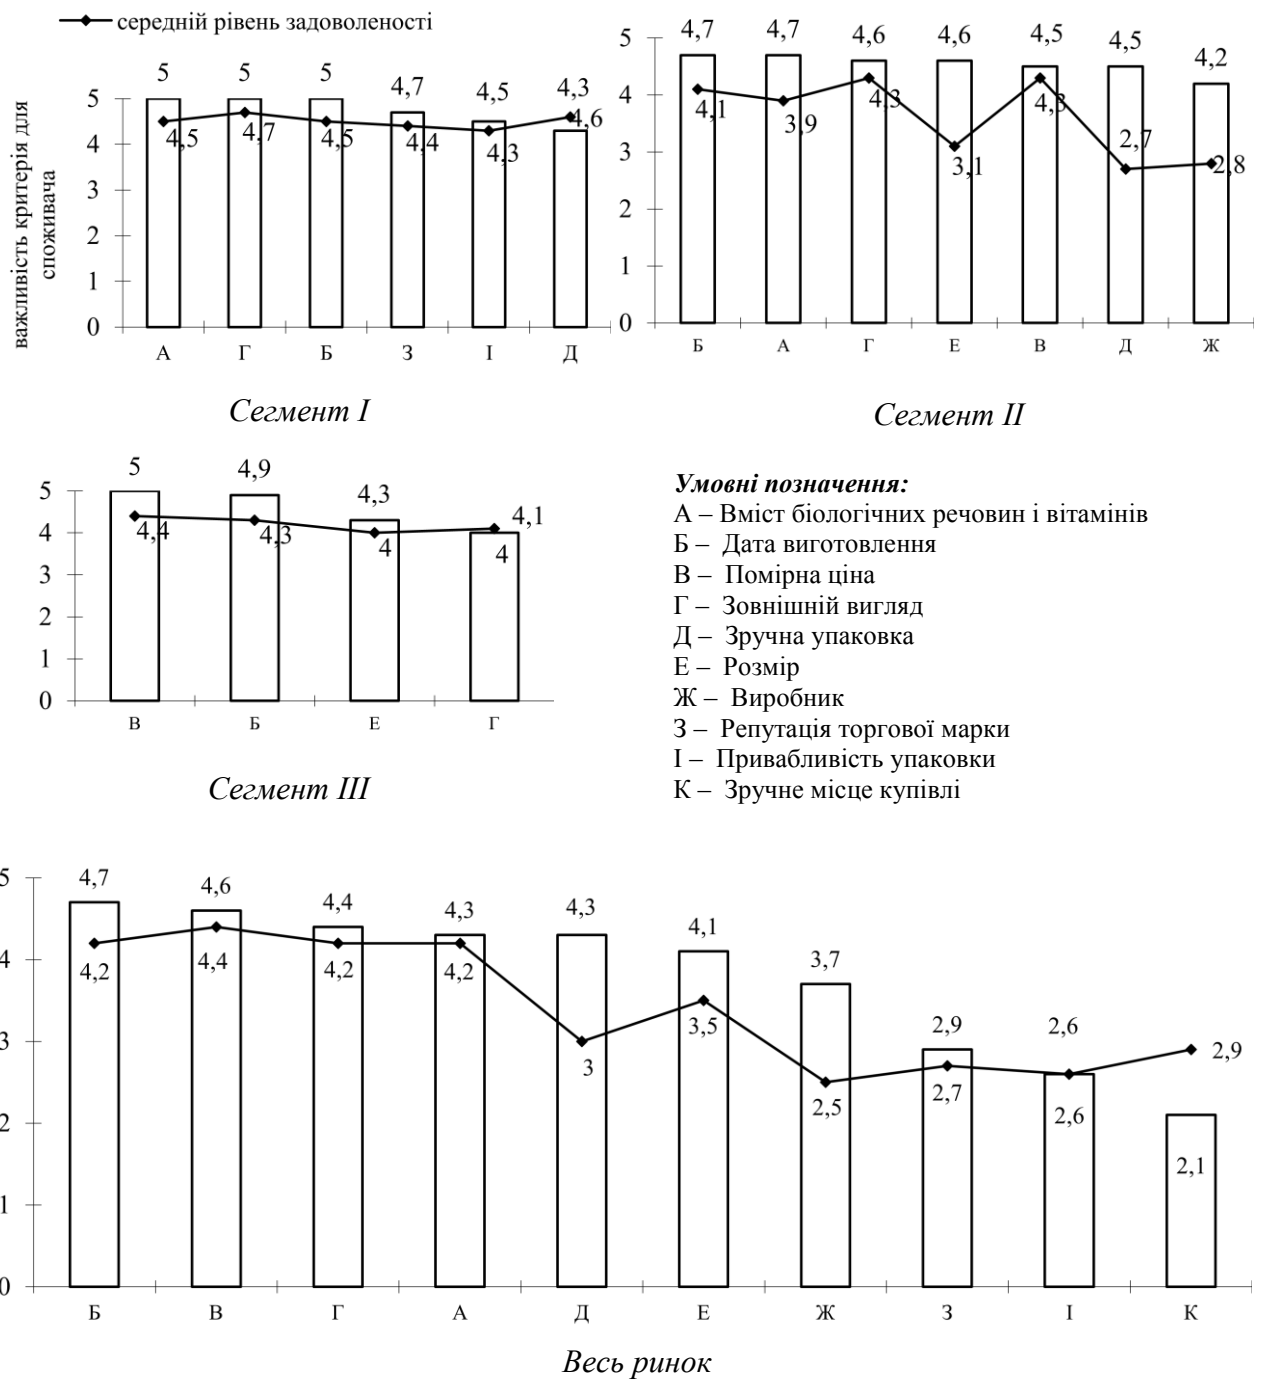 середній рівень задоволеності
важливість критерія для
споживача
5 5 5 4,7 4,5 4,3
5
4
3
2
1
0
4,5 4,7 4,5 4,4 4,3 4,6
А Г Б З І Д
Сегмент I
4,7 4,7 4,6 4,6 4,5 4,5 4,2
5
4
3
2
1
0
4,1 3,9 4,3 3,1 4,3 2,7 2,8
Б А Г Е В Д Ж
Сегмент II
5 4,9 4,3 4
5
4
3
2
1
0
4,4 4,3 4 4,1
В Б Е Г
Сегмент III
Умовні позначення:
А – Вміст біологічних речовин і вітамінів
Б – Дата виготовлення
В – Помірна ціна
Г – Зовнішній вигляд
Д – Зручна упаковка
Е – Розмір
Ж – Виробник
З – Репутація торгової марки
І – Привабливість упаковки
К – Зручне місце купівлі
4,7 4,6 4,4 4,3 4,3 4,1 3,7 2,9 2,6 2,1
5
4
3
2
1
0
4,2 4,4 4,2 4,2 3 3,5 2,5 2,7 2,6 2,9
Б В Г А Д Е Ж З І К
Весь ринок